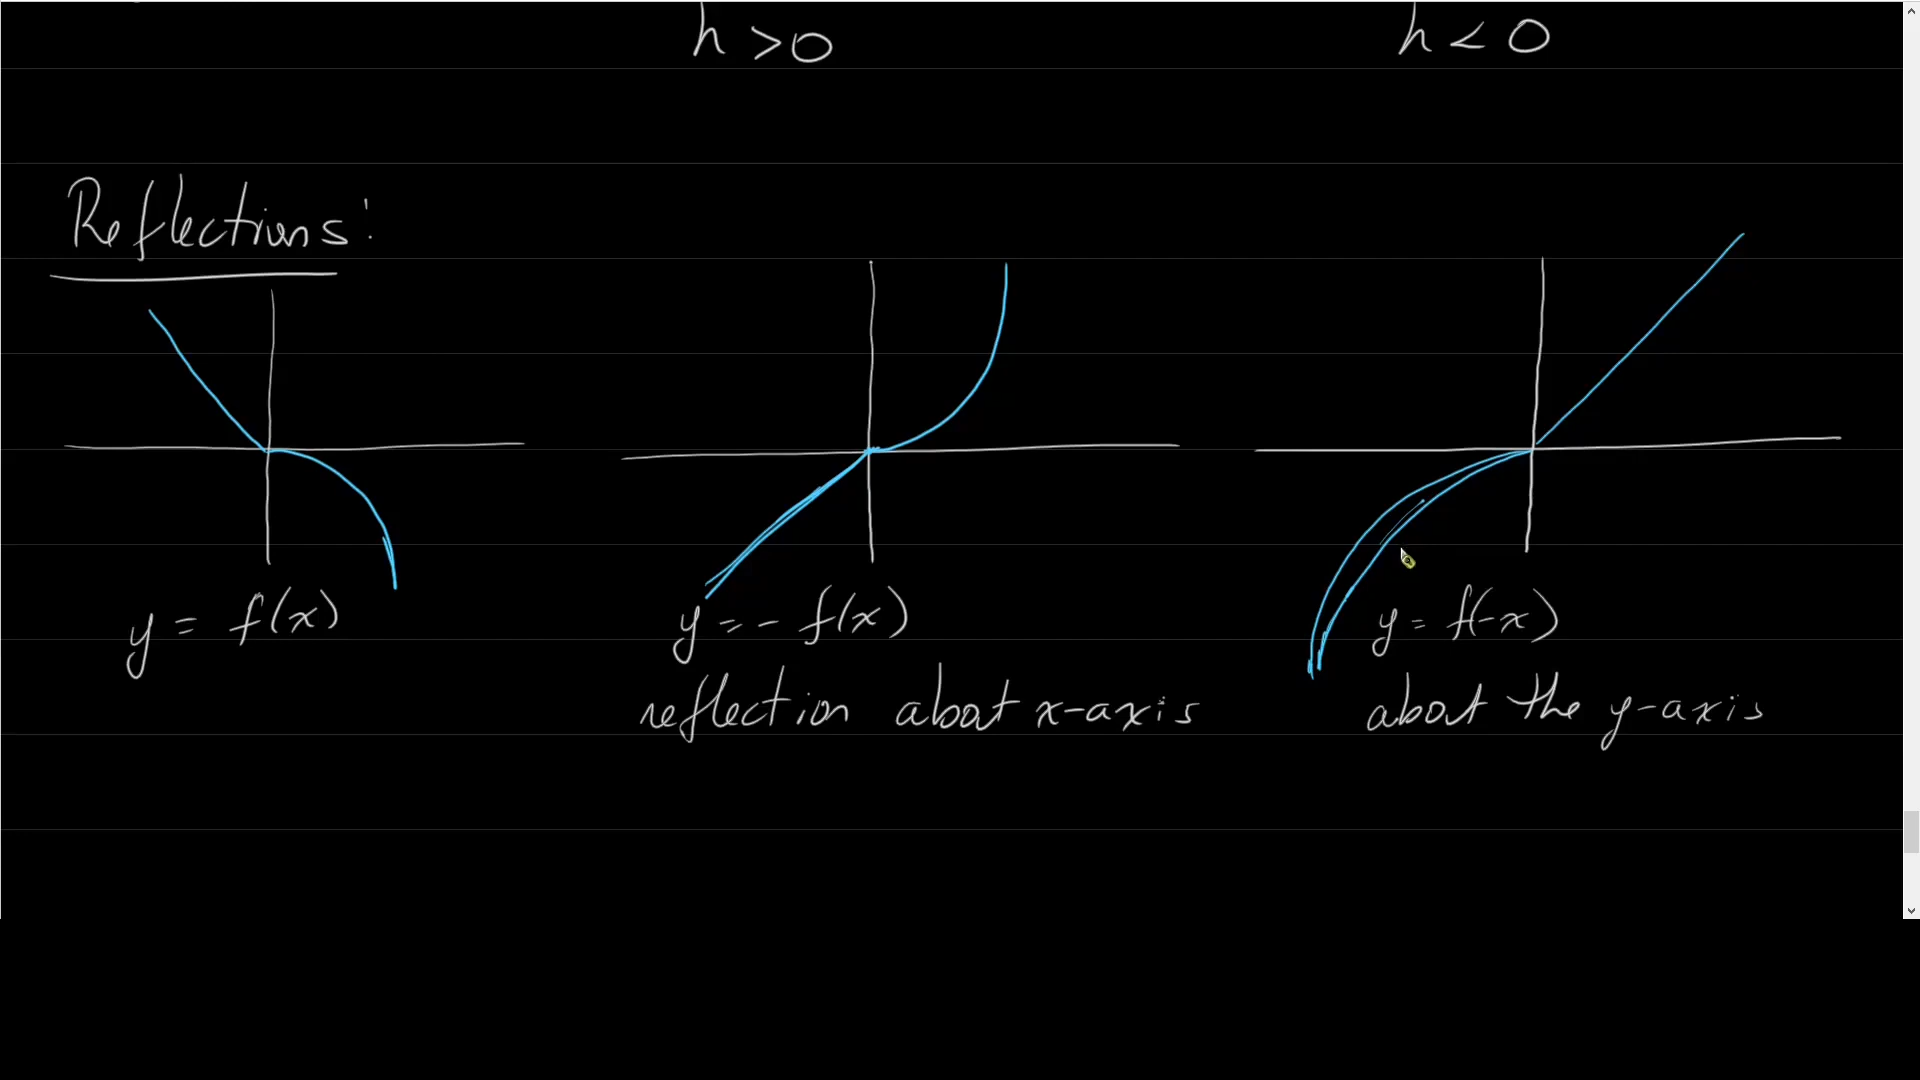 h > 0
h < 0
Reflections:
y = f(x)
y = - f(x)
reflection about x-axis
y = f(-x)
about the y-axis